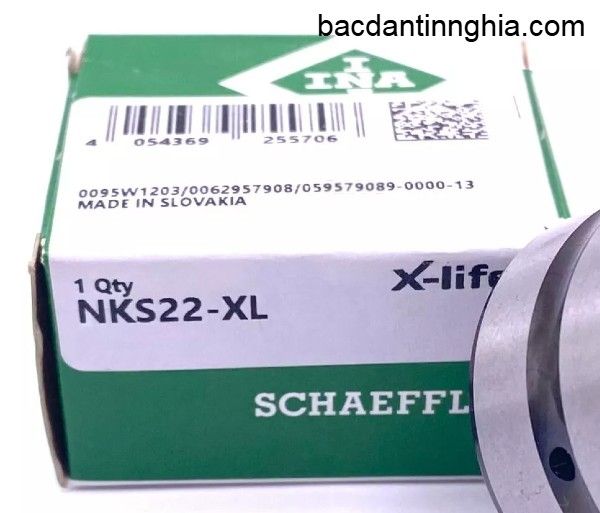 bacdantinnghia.com
INA
4 054369 255706
0095W1203/0062957908/059579089-0000-13
MADE IN SLOVAKIA
1 Qty
X-life
NKS22-XL
SCHAEFFL